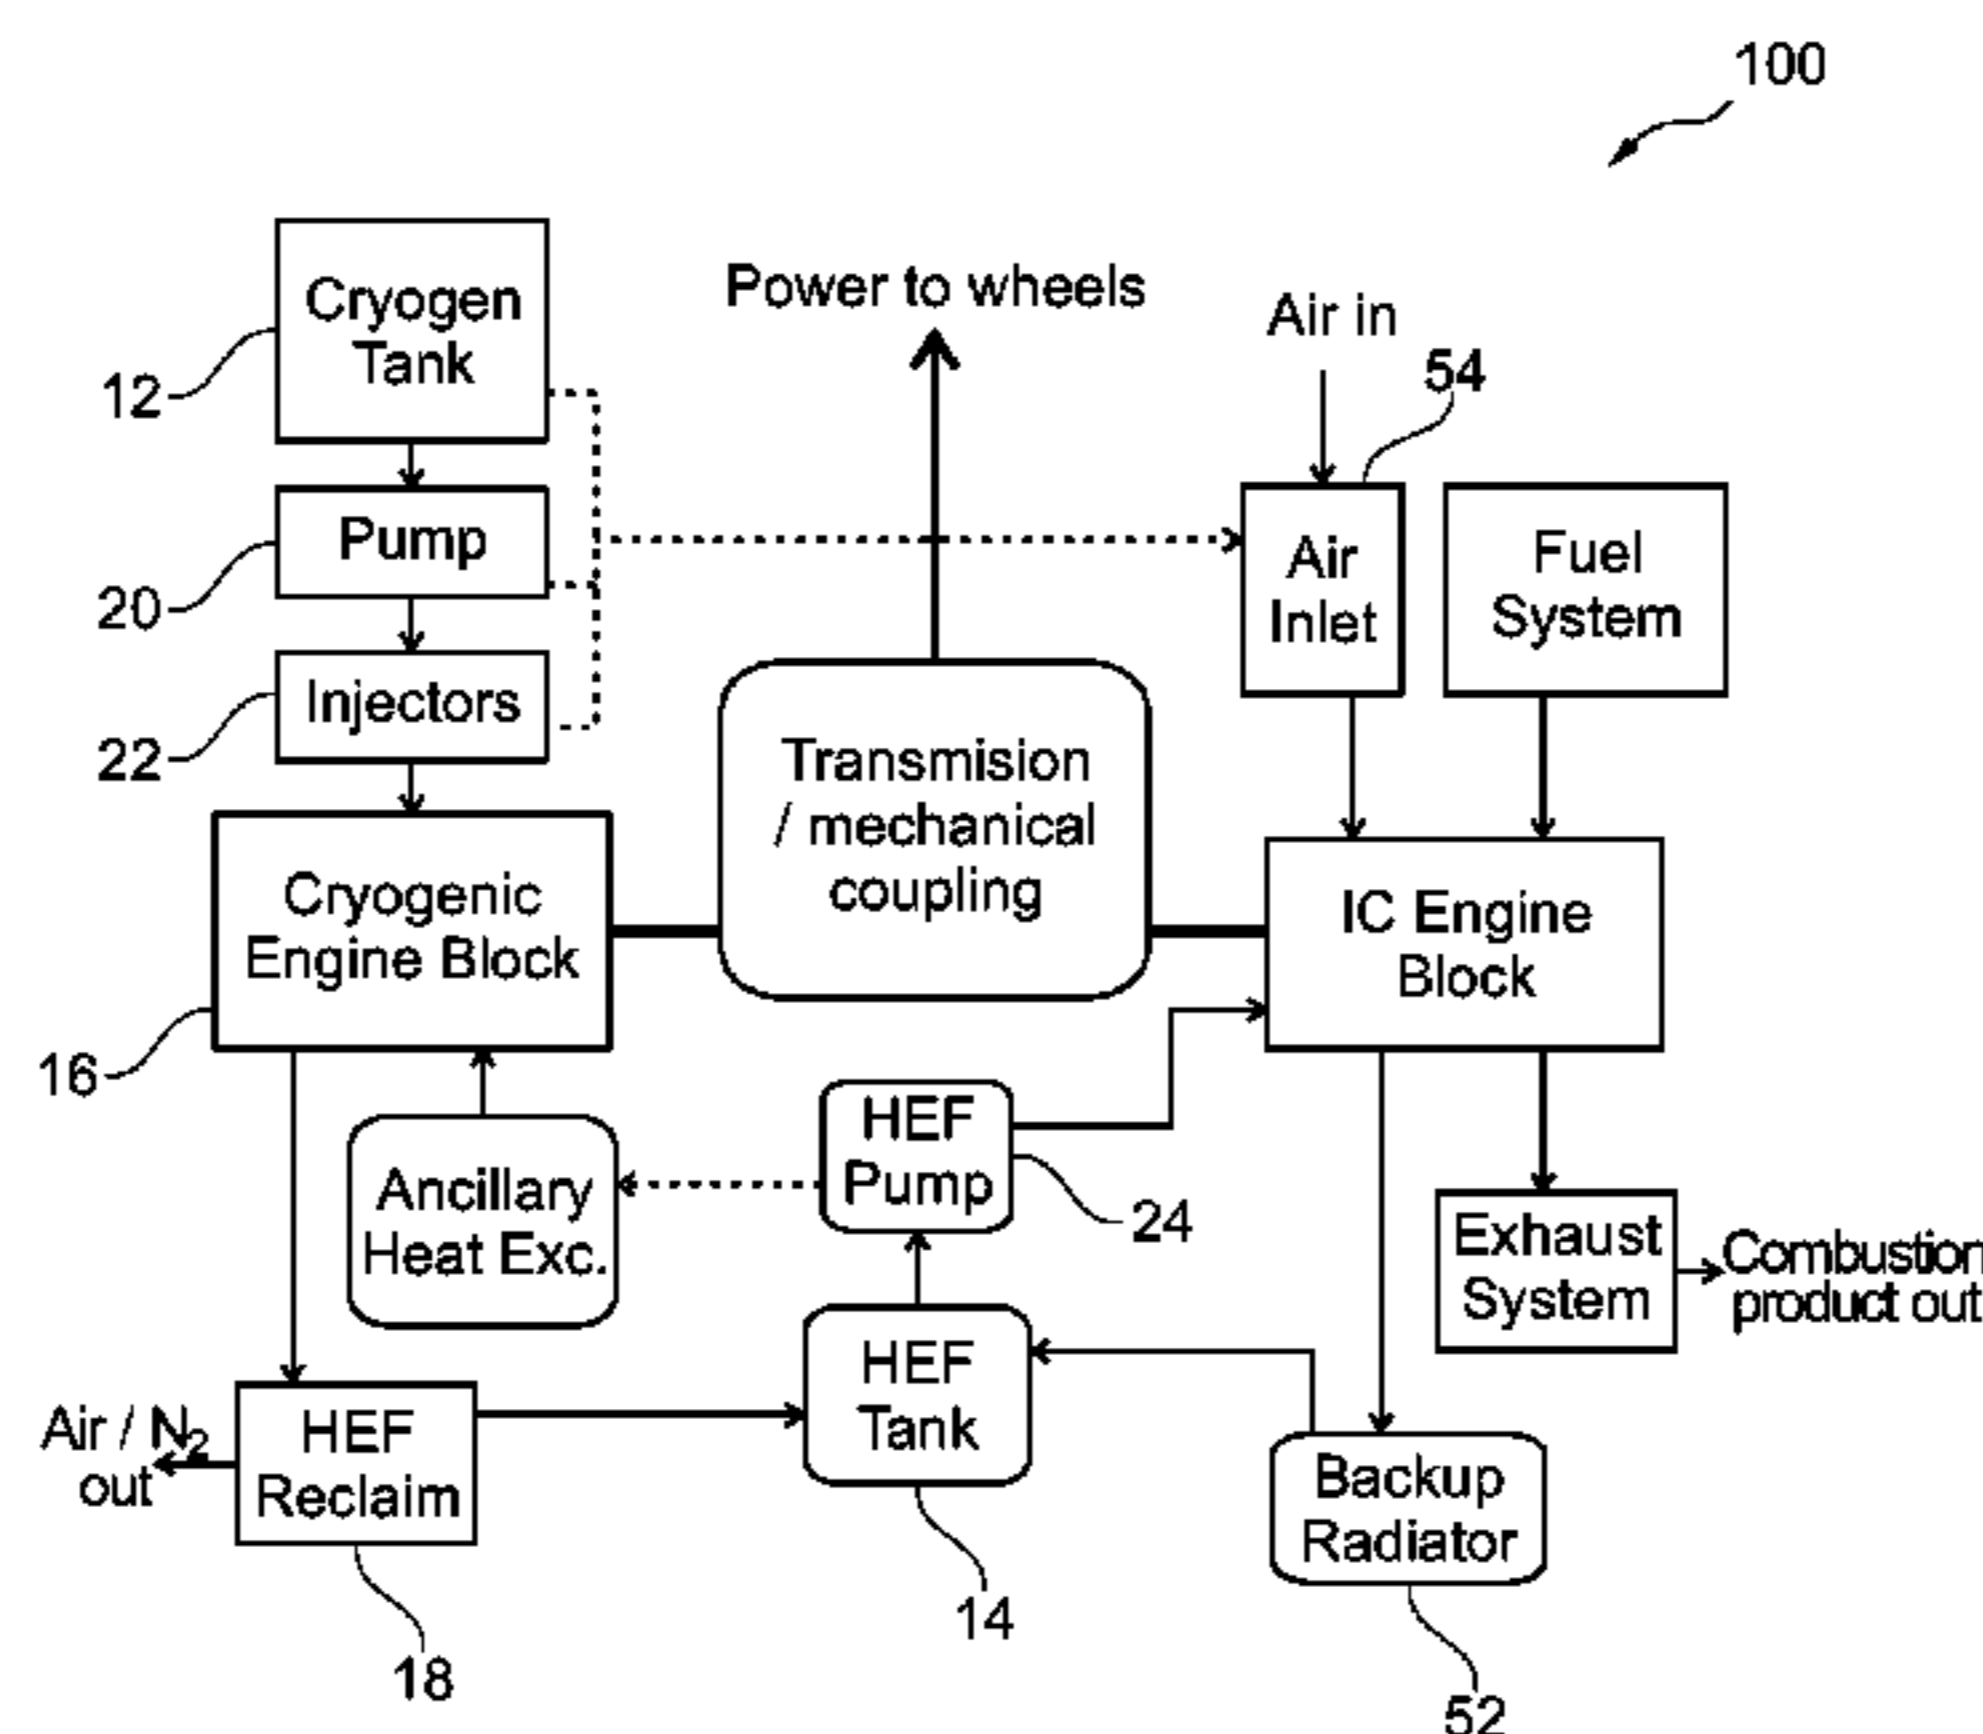 100
Cryogen
Tank
12
Power to wheels
Air in
54
Pump
20
Air
Inlet
Fuel
System
Injectors
22
Transmision
/ mechanical
coupling
Cryogenic
Engine Block
16
IC Engine
Block
HEF
Pump
24
Ancillary
Heat Exc.
Exhaust
System
Combustion
product out
HEF
Tank
14
Air / N₂
out
HEF
Reclaim
18
Backup
Radiator
52